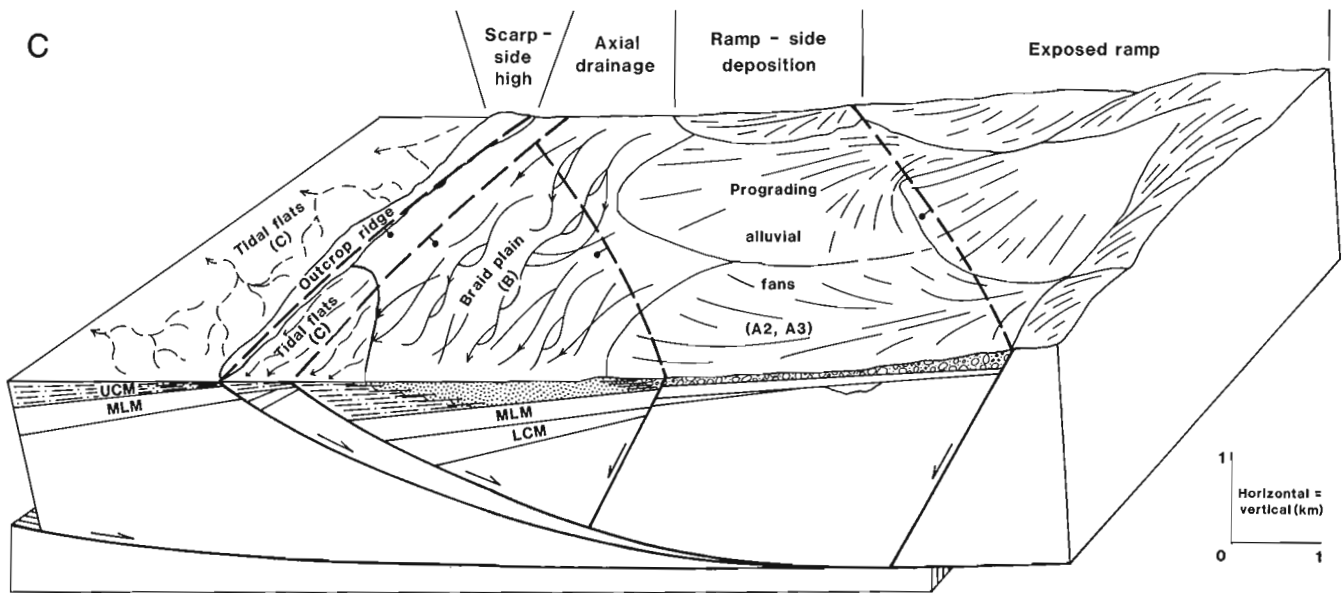 C
Scarp -
side
high
Axial
drainage
Ramp - side
deposition
Exposed ramp
Tidal flats
(C)
Outcrop ridge
Tidal flats
(C)
Braid plain
(B)
Prograding
alluvial
fans
(A2, A3)
UCM
MLM
MLM
LCM
1
Horizontal =
vertical (km)
0 1